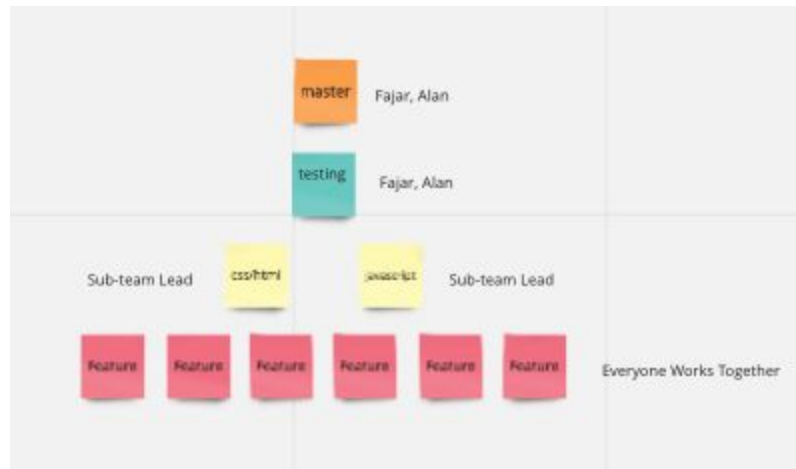 master
Fajar, Alan
testing
Fajar, Alan
Sub-team Lead
css/html
javascript
Sub-team Lead
Feature
Feature
Feature
Feature
Feature
Feature
Everyone Works Together